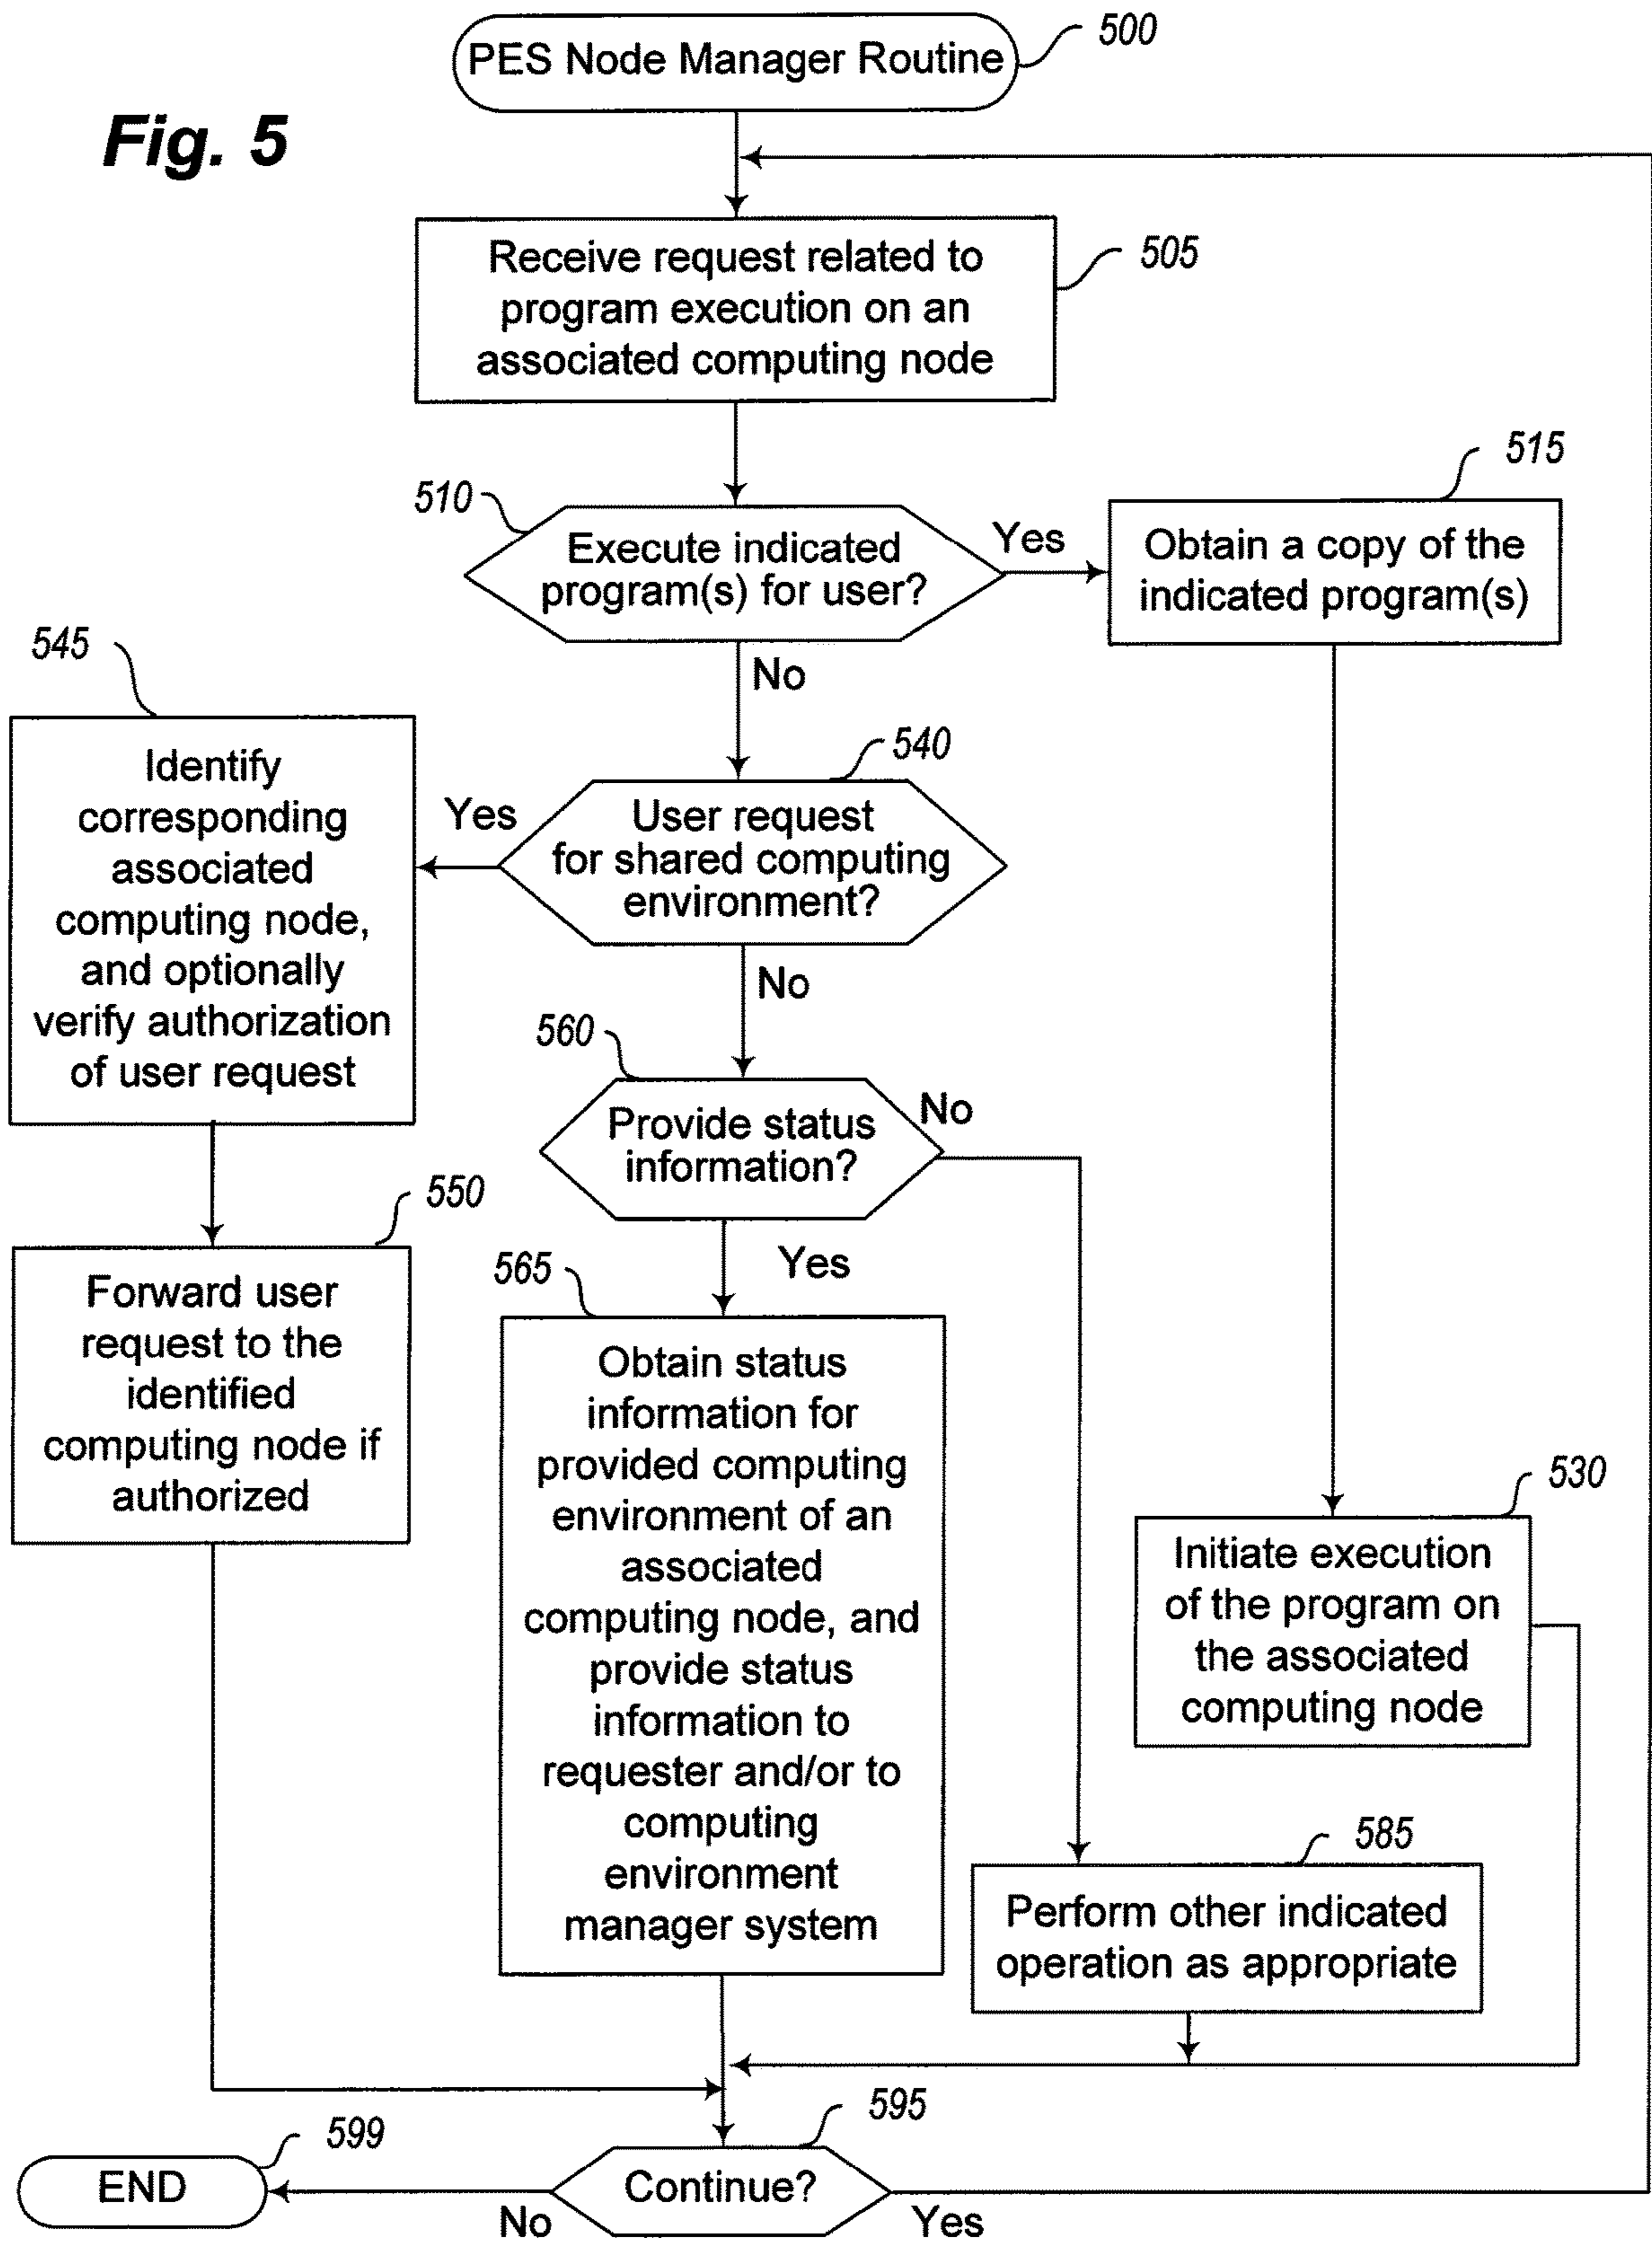 PES Node Manager Routine
500
Fig. 5
Receive request related to
program execution on an
associated computing node
505
510
Execute indicated
program(s) for user?
Yes
No
515
Obtain a copy of the
indicated program(s)
545
Identify
corresponding
associated
computing node,
and optionally
verify authorization
of user request
540
User request
for shared computing
environment?
Yes
No
560
Provide status
information?
No
Yes
550
Forward user
request to the
identified
computing node if
authorized
565
Obtain status
information for
provided computing
environment of an
associated
computing node, and
provide status
information to
requester and/or to
computing
environment
manager system
530
Initiate execution
of the program on
the associated
computing node
585
Perform other indicated
operation as appropriate
595
Continue?
No
Yes
599
END